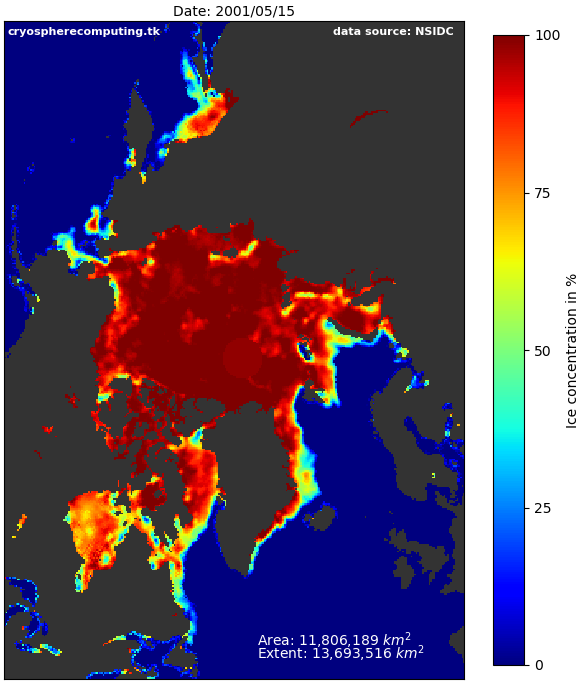 Date: 2001/05/15
cryospherecomputing.tk
data source: NSIDC
100
75
50
25
0
Ice concentration in %
Area: 11,806,189 km²
Extent: 13,693,516 km²